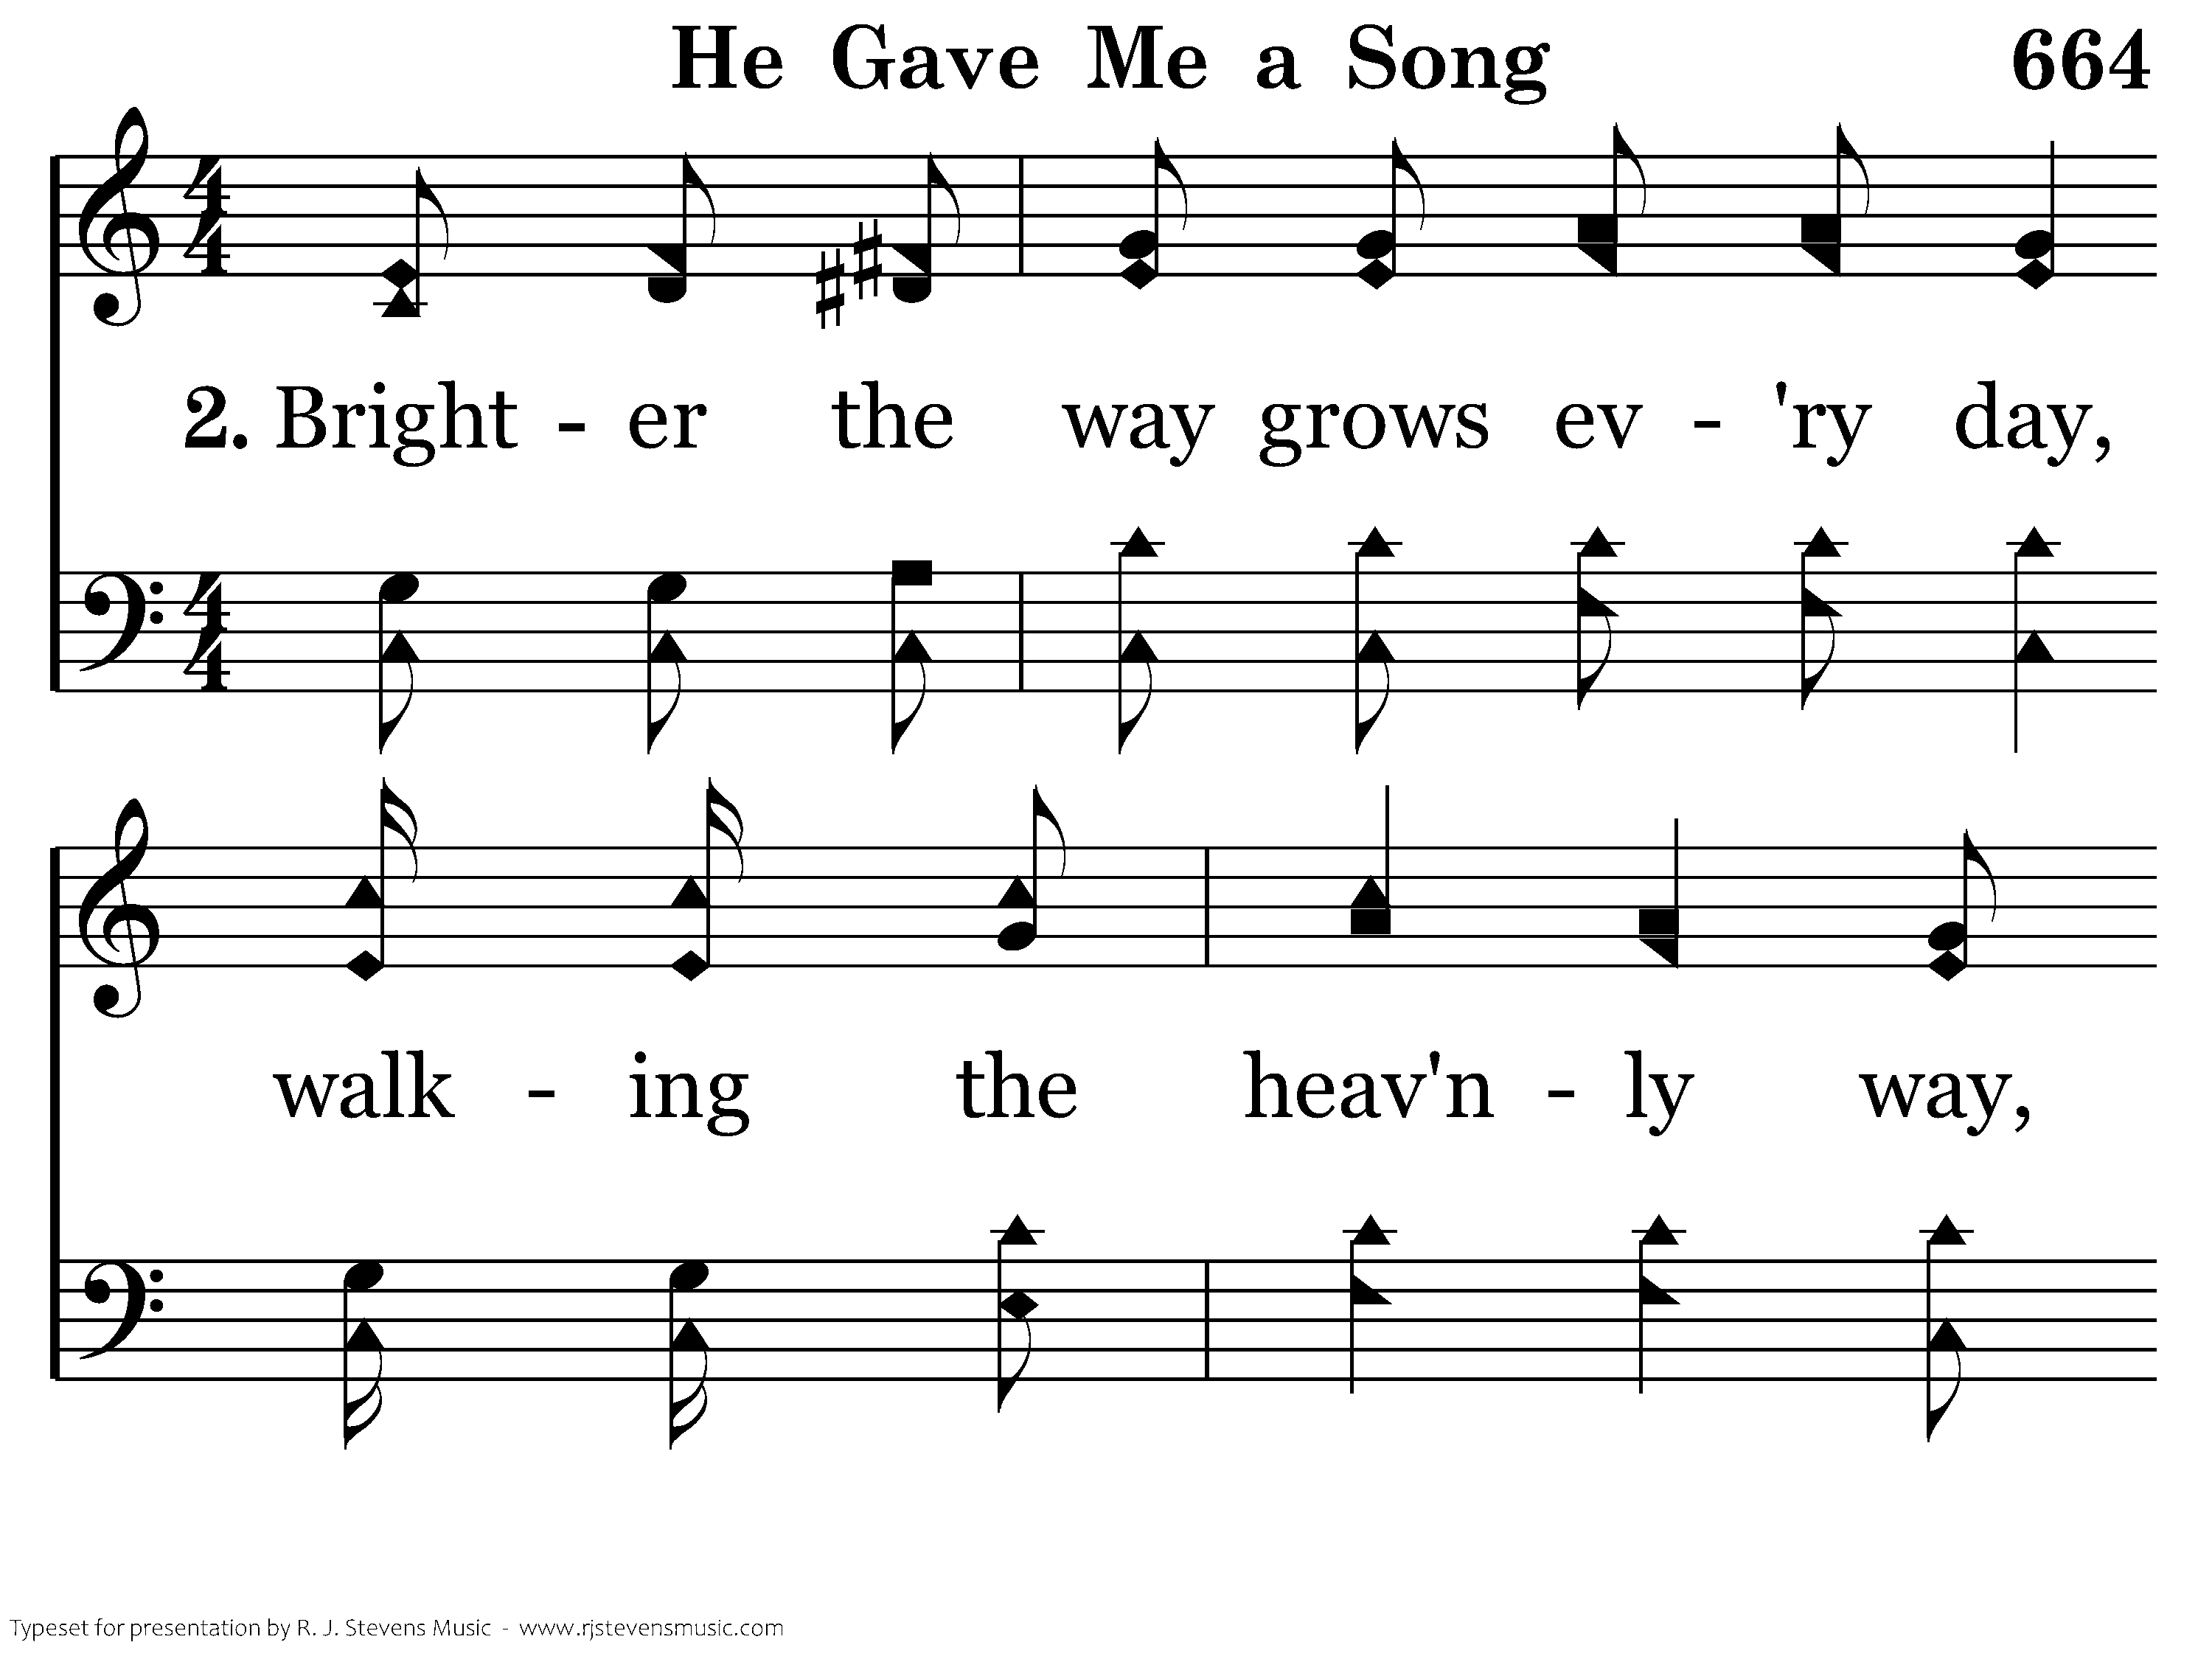 He Gave Me a Song 664
2. Bright - er the way grows ev - 'ry day,
walk - ing the heav'n - ly way,
Typeset for presentation by R. J. Stevens Music - www.rjstevensmusic.com